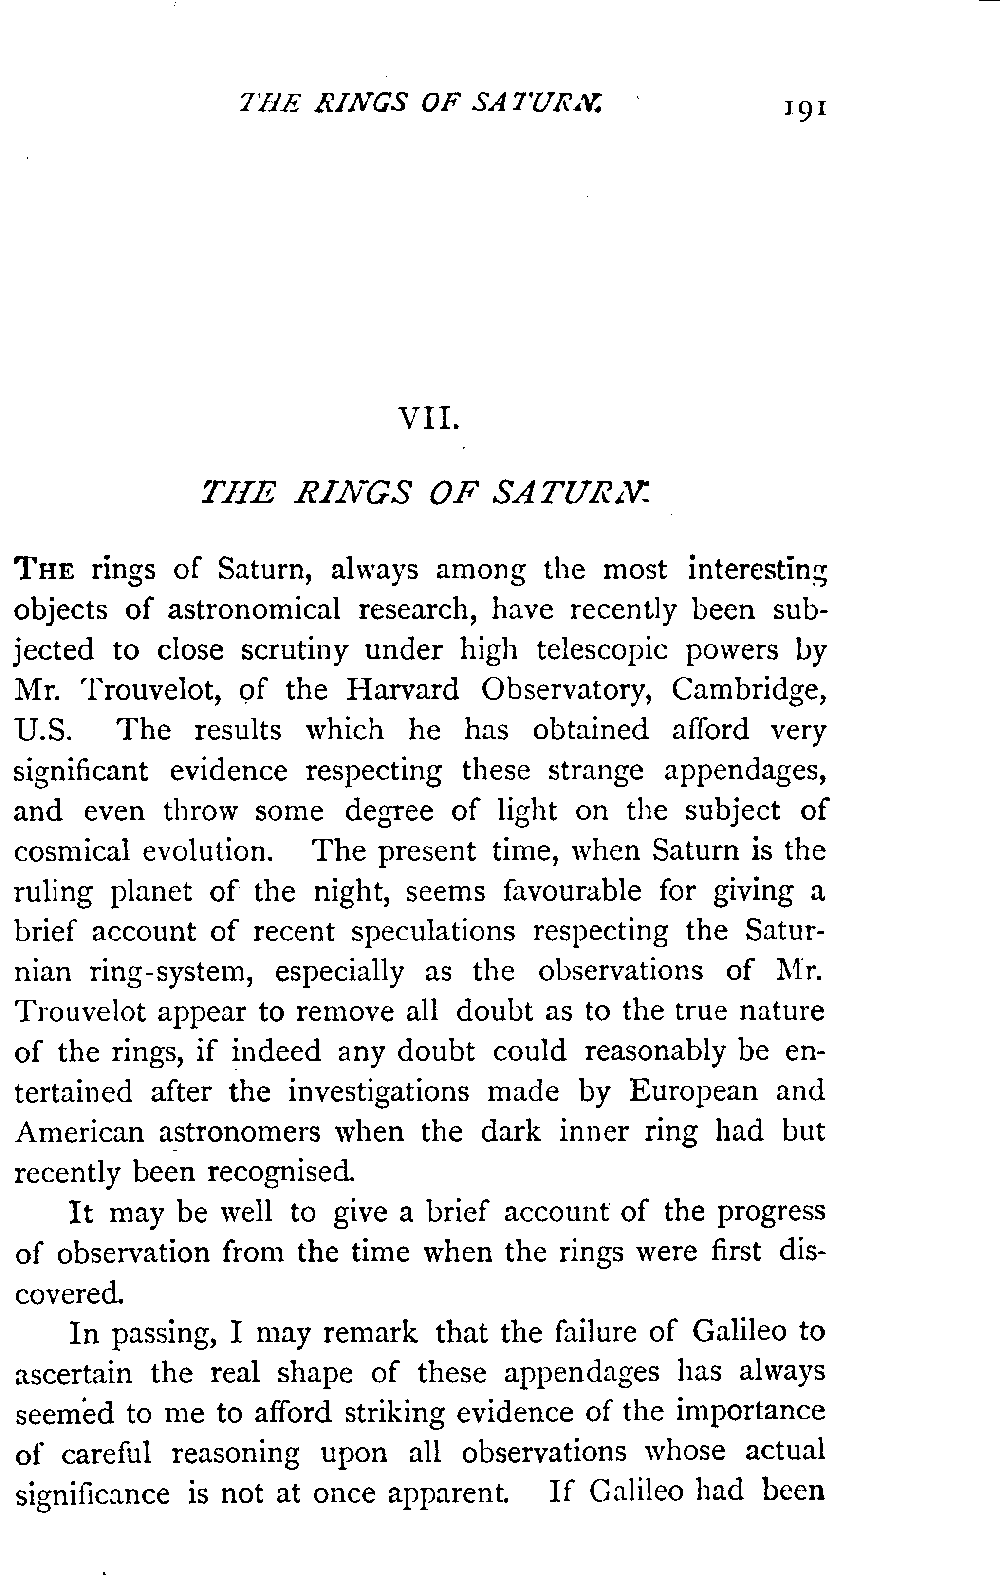 THE RINGS OF SATURN. 191
VII.
THE RINGS OF SATURN.
THE rings of Saturn, always among the most interesting
objects of astronomical research, have recently been sub-
jected to close scrutiny under high telescopic powers by
Mr. Trouvelot, of the Harvard Observatory, Cambridge,
U.S. The results which he has obtained afford very
significant evidence respecting these strange appendages,
and even throw some degree of light on the subject of
cosmical evolution. The present time, when Saturn is the
ruling planet of the night, seems favourable for giving a
brief account of recent speculations respecting the Satur-
nian ring-system, especially as the observations of Mr.
Trouvelot appear to remove all doubt as to the true nature
of the rings, if indeed any doubt could reasonably be en-
tertained after the investigations made by European and
American astronomers when the dark inner ring had but
recently been recognised.
It may be well to give a brief account of the progress
of observation from the time when the rings were first dis-
covered.
In passing, I may remark that the failure of Galileo to
ascertain the real shape of these appendages has always
seemed to me to afford striking evidence of the importance
of careful reasoning upon all observations whose actual
significance is not at once apparent. If Galileo had been